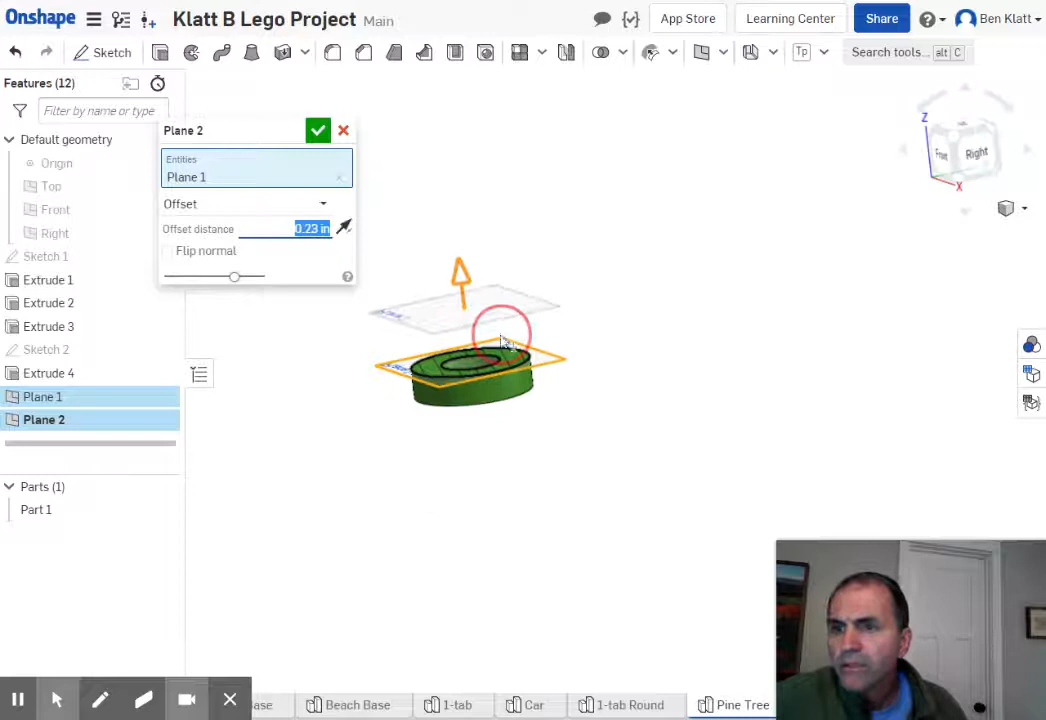 Onshape
Klatt B Lego Project Main
App Store
Learning Center
Share
Ben Klatt
Sketch
Tp
Search tools... alt C
Features (12)
Filter by name or type
Default geometry
Origin
Top
Front
Right
Sketch 1
Extrude 1
Extrude 2
Extrude 3
Sketch 2
Extrude 4
Plane 1
Plane 2
Parts (1)
Part 1
Plane 2
Entities
Plane 1
Offset
Offset distance 0.23 in
Flip normal
Z
Front
Right
X
Base
Beach Base
1-tab
Car
1-tab Round
Pine Tree